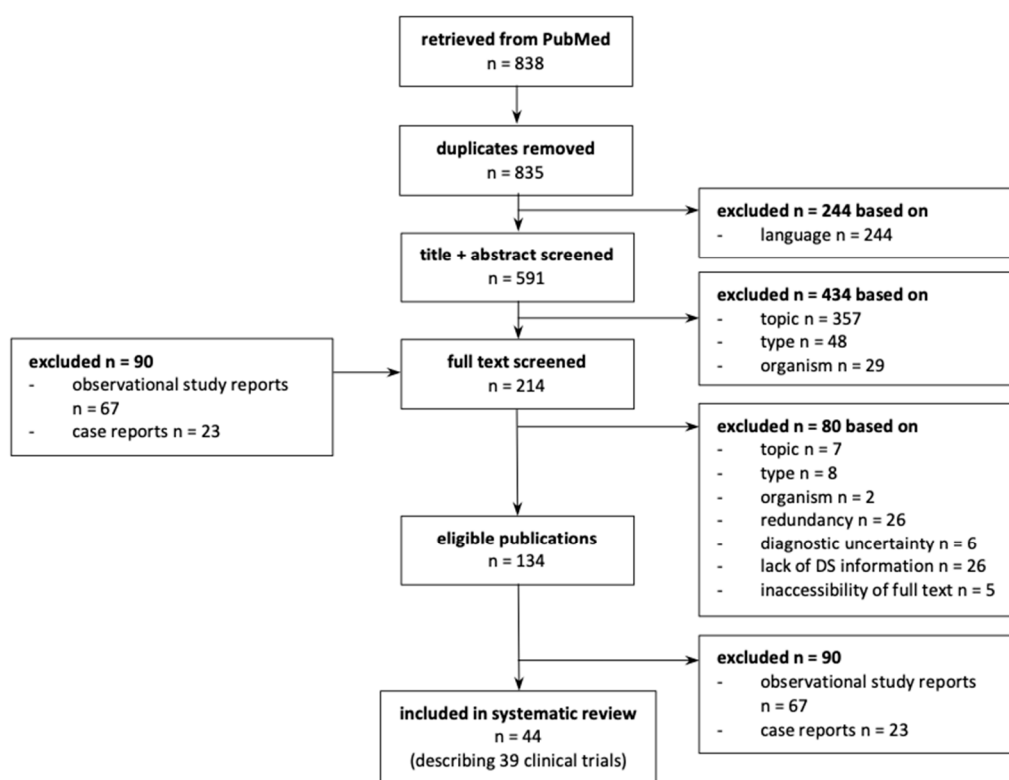 retrieved from PubMed
n = 838
duplicates removed
n = 835
excluded n = 244 based on
- language n = 244
title + abstract screened
n = 591
excluded n = 434 based on
- topic n = 357
- type n = 48
- organism n = 29
excluded n = 90
- observational study reports
n = 67
- case reports n = 23
full text screened
n = 214
excluded n = 80 based on
- topic n = 7
- type n = 8
- organism n = 2
- redundancy n = 26
- diagnostic uncertainty n = 6
- lack of DS information n = 26
- inaccessibility of full text n = 5
eligible publications
n = 134
excluded n = 90
- observational study reports
n = 67
- case reports n = 23
included in systematic review
n = 44
(describing 39 clinical trials)